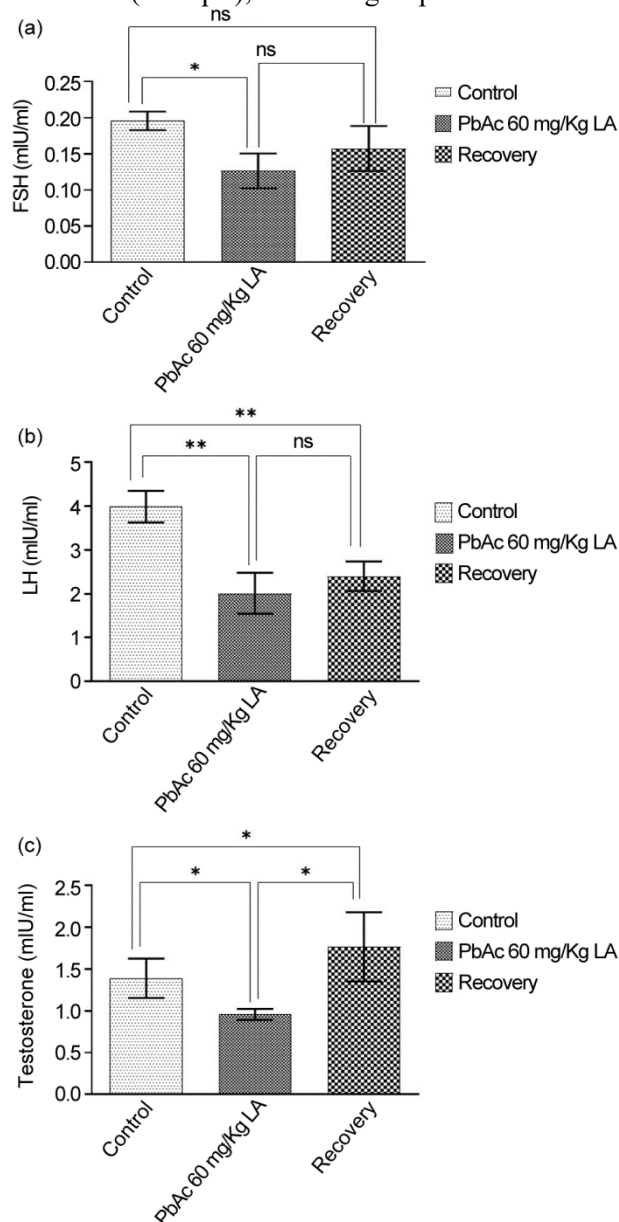 (a)
ns
*
ns
0.25
0.20
0.15
0.10
0.05
0.00
FSH (mIU/ml)
Control
PbAc 60 mg/Kg LA
Recovery
Control
PbAc 60 mg/Kg LA
Recovery
(b)
**
**
ns
5
4
3
2
1
0
LH (mIU/ml)
Control
PbAc 60 mg/Kg LA
Recovery
Control
PbAc 60 mg/Kg LA
Recovery
(c)
*
*
*
2.5
2.0
1.5
1.0
0.5
0.0
Testosterone (mIU/ml)
Control
PbAc 60 mg/Kg LA
Recovery
Control
PbAc 60 mg/Kg LA
Recovery